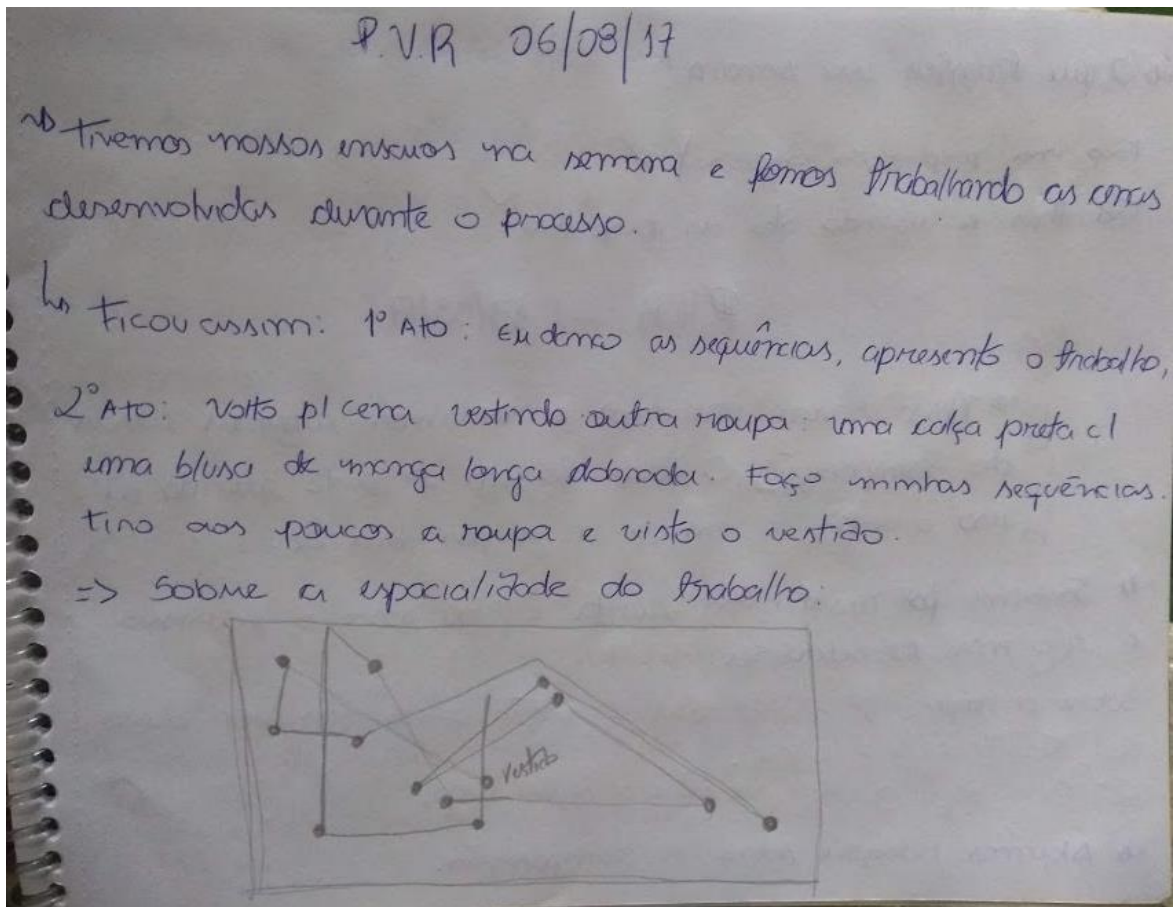 P.V.R 06/08/17
Tivemos nossos ensaios na semana e fomos trabalhando as cenas
desenvolvidas durante o processo.
Ficou assim: 1º Ato: Eu danço as sequências, apresento o trabalho,
2º Ato: Volto p/ cena vestindo outra roupa: uma calça preta c/
uma blusa de manga longa dobrada. Faço minhas sequências.
Tiro aos poucos a roupa e visto o vestido.
=> Sobre a espacialidade do trabalho:
vestido